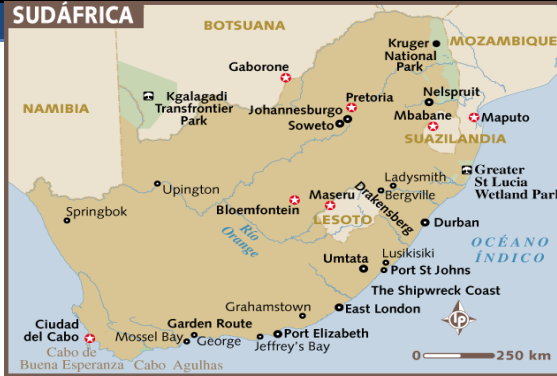 SUDÁFRICA
BOTSUANA
Kruger
National
Park
MOZAMBIQUE
Gaborone
Kgalagadi
Transfrontier
Park
Pretoria
Nelspruit
NAMIBIA
Johannesburgo
Soweto
Mbabane
Maputo
SUAZILANDIA
Greater
St Lucia
Wetland Park
Ladysmith
Bergville
Drakensberg
Upington
Maseru
Bloemfontein
LESOTO
Springbok
Durban
Río
Orange
OCÉANO
ÍNDICO
Umtata
Lusikisiki
Port St Johns
The Shipwreck Coast
Grahamstown
East London
Ciudad
del Cabo
Garden Route
Port Elizabeth
Mossel Bay
George
Jeffrey's Bay
Cabo de
Buena Esperanza
Cabo Agulhas
lp
0
250 km